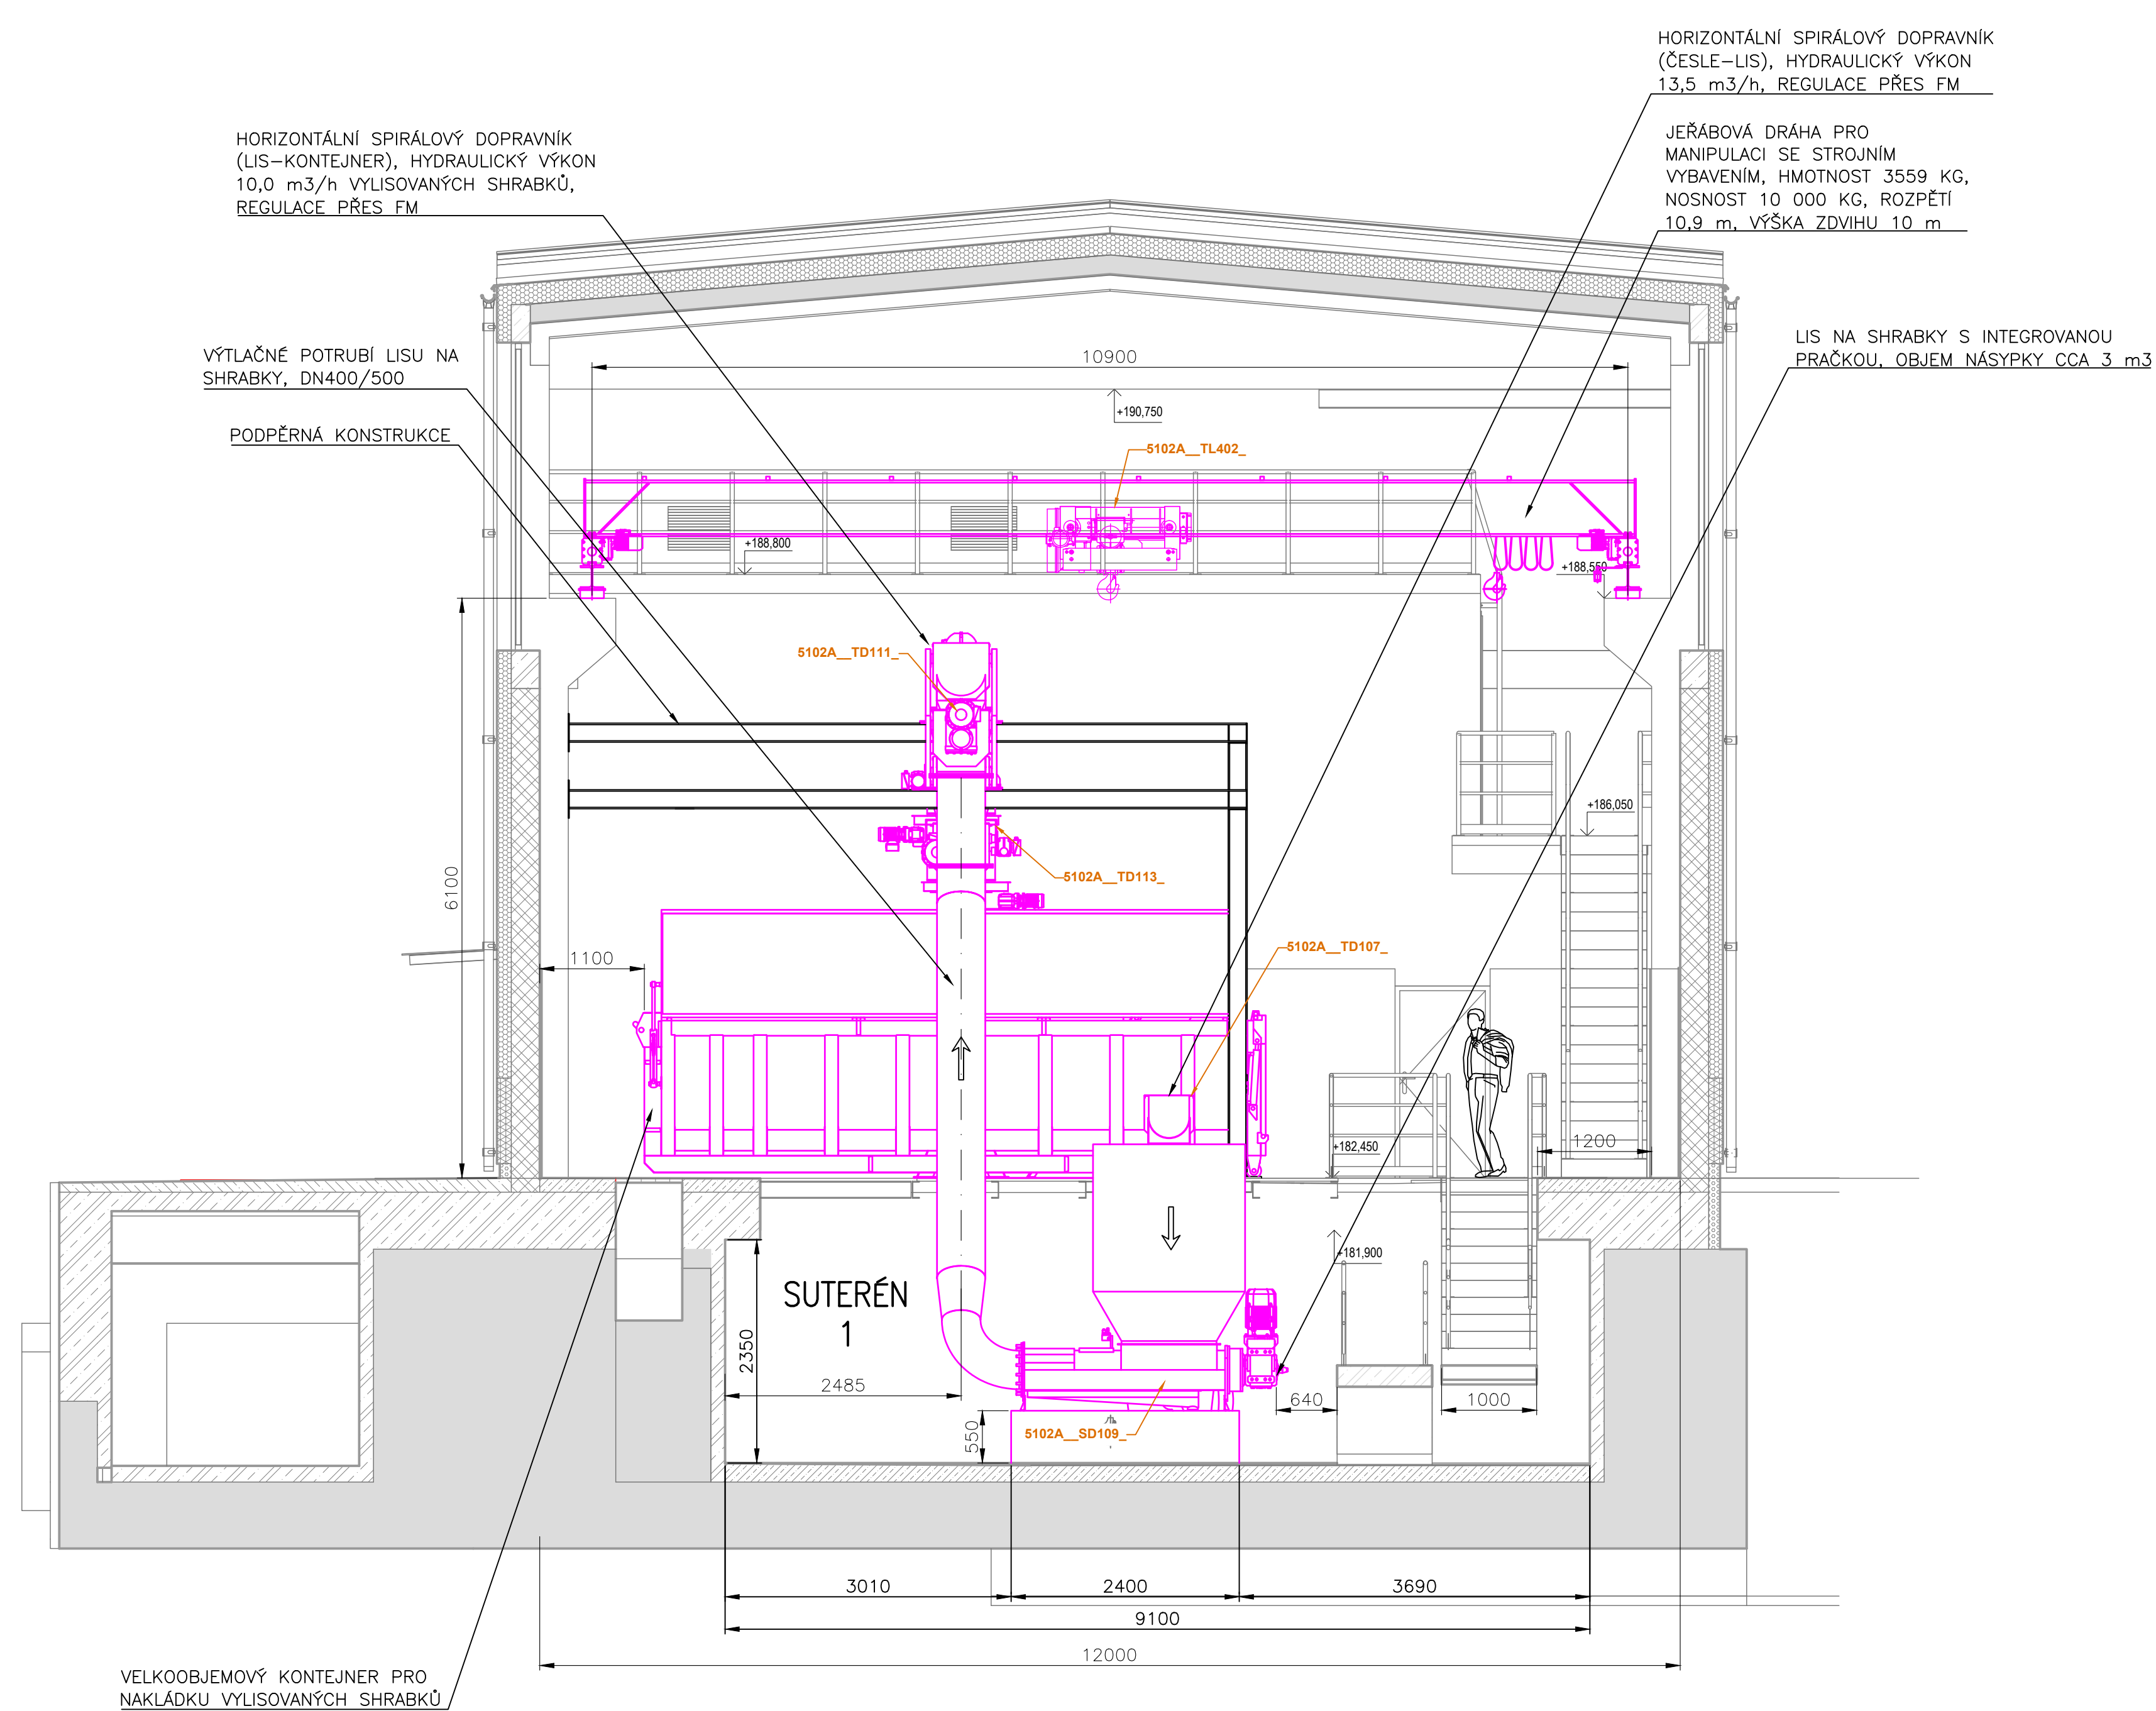 HORIZONTÁLNÍ SPIRÁLOVÝ DOPRAVNÍK
(ČESLE-LIS), HYDRAULICKÝ VÝKON
13,5 m3/h, REGULACE PŘES FM
JEŘÁBOVÁ DRÁHA PRO
MANIPULACI SE STROJNÍM
VYBAVENÍM, HMOTNOST 3559 KG,
NOSNOST 10 000 KG, ROZPĚTÍ
10,9 m, VÝŠKA ZDVIHU 10 m
HORIZONTÁLNÍ SPIRÁLOVÝ DOPRAVNÍK
(LIS-KONTEJNER), HYDRAULICKÝ VÝKON
10,0 m3/h VYLISOVANÝCH SHRABKŮ,
REGULACE PŘES FM
LIS NA SHRABKY S INTEGROVANOU
PRAČKOU, OBJEM NÁSYPKY CCA 3 m3
VÝTLAČNÉ POTRUBÍ LISU NA
SHRABKY, DN400/500
PODPĚRNÁ KONSTRUKCE
10900
+190,750
5102A__TL402_
+188,800
+188,550
5102A__TD111_
+186,050
5102A__TD113_
6100
5102A__TD107_
1100
1200
+182,450
+181,900
SUTERÉN
1
2350
2485
640
1000
550
5102A__SD109_
3010
2400
3690
9100
12000
VELKOOBJEMOVÝ KONTEJNER PRO
NAKLÁDKU VYLISOVANÝCH SHRABKŮ